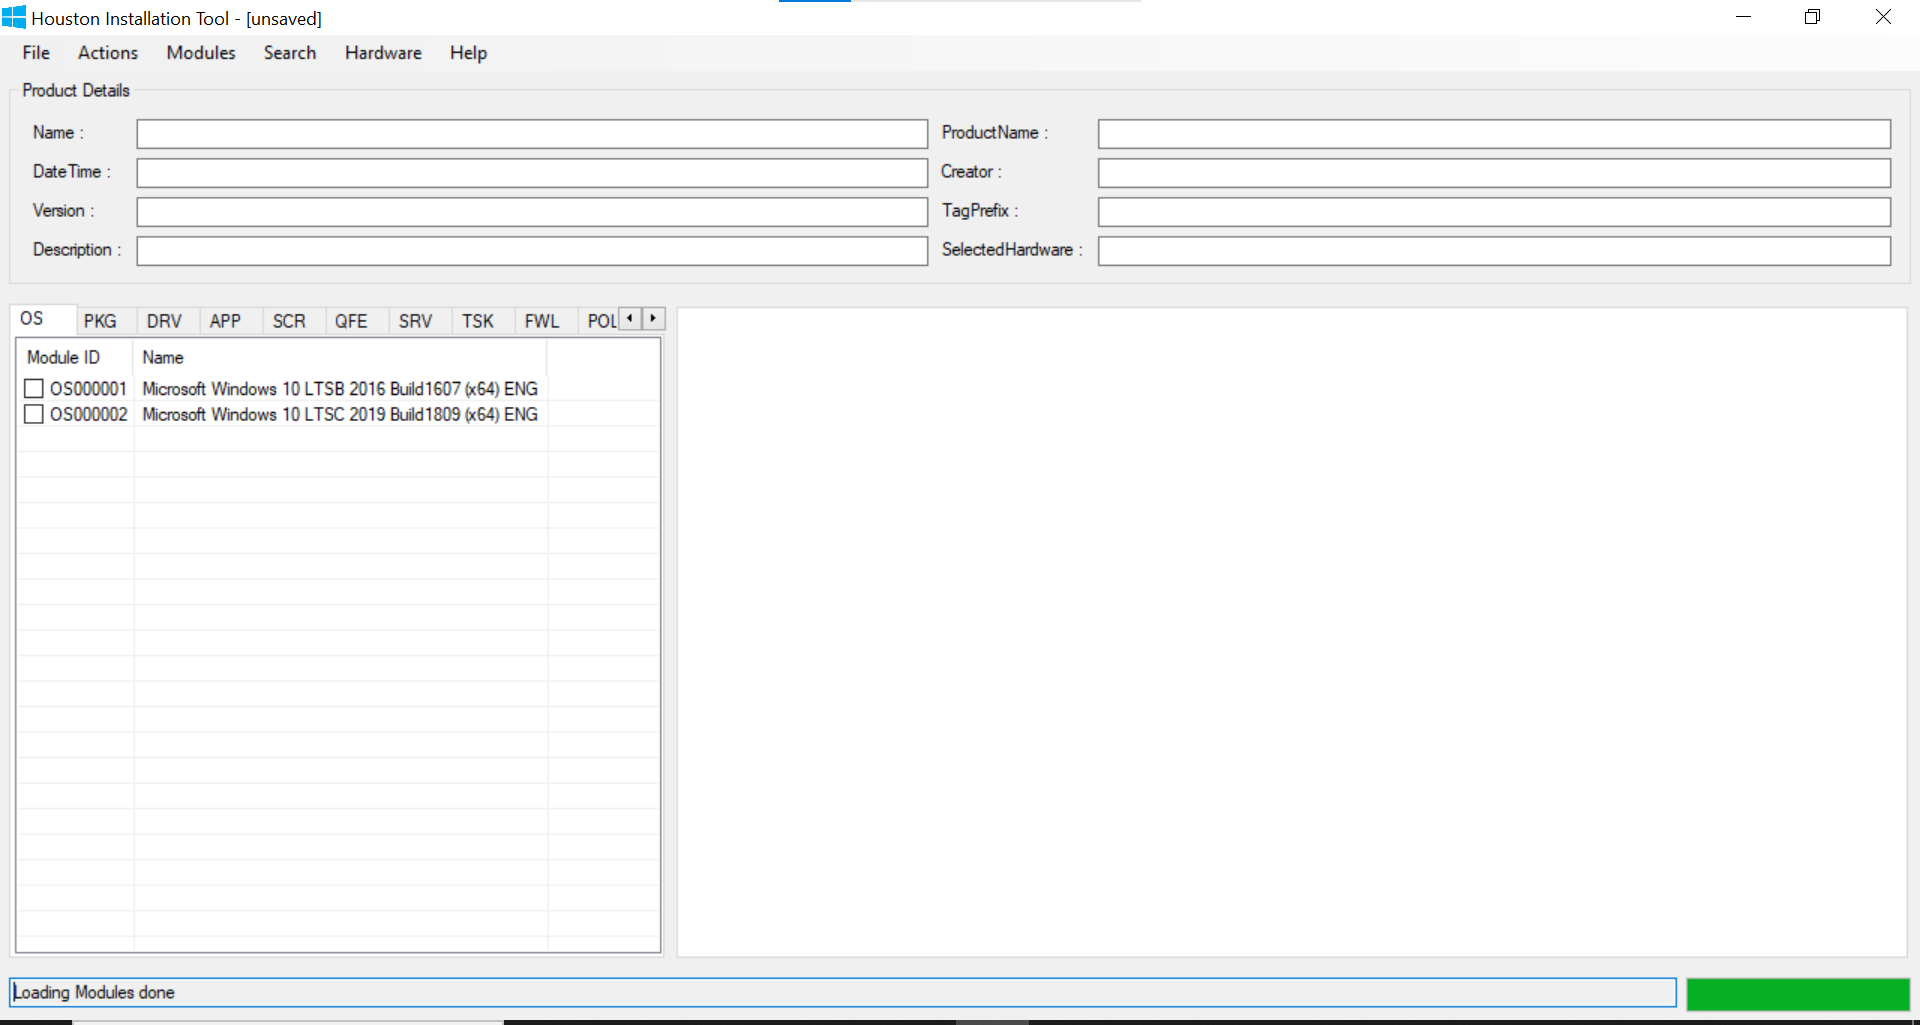 Houston Installation Tool - [unsaved]
File Actions Modules Search Hardware Help
Product Details
Name : ProductName :
DateTime : Creator :
Version : TagPrefix :
Description : SelectedHardware :
OS PKG DRV APP SCR QFE SRV TSK FWL POL
Module ID Name
OS000001 Microsoft Windows 10 LTSB 2016 Build1607 (x64) ENG
OS000002 Microsoft Windows 10 LTSC 2019 Build1809 (x64) ENG
Loading Modules done